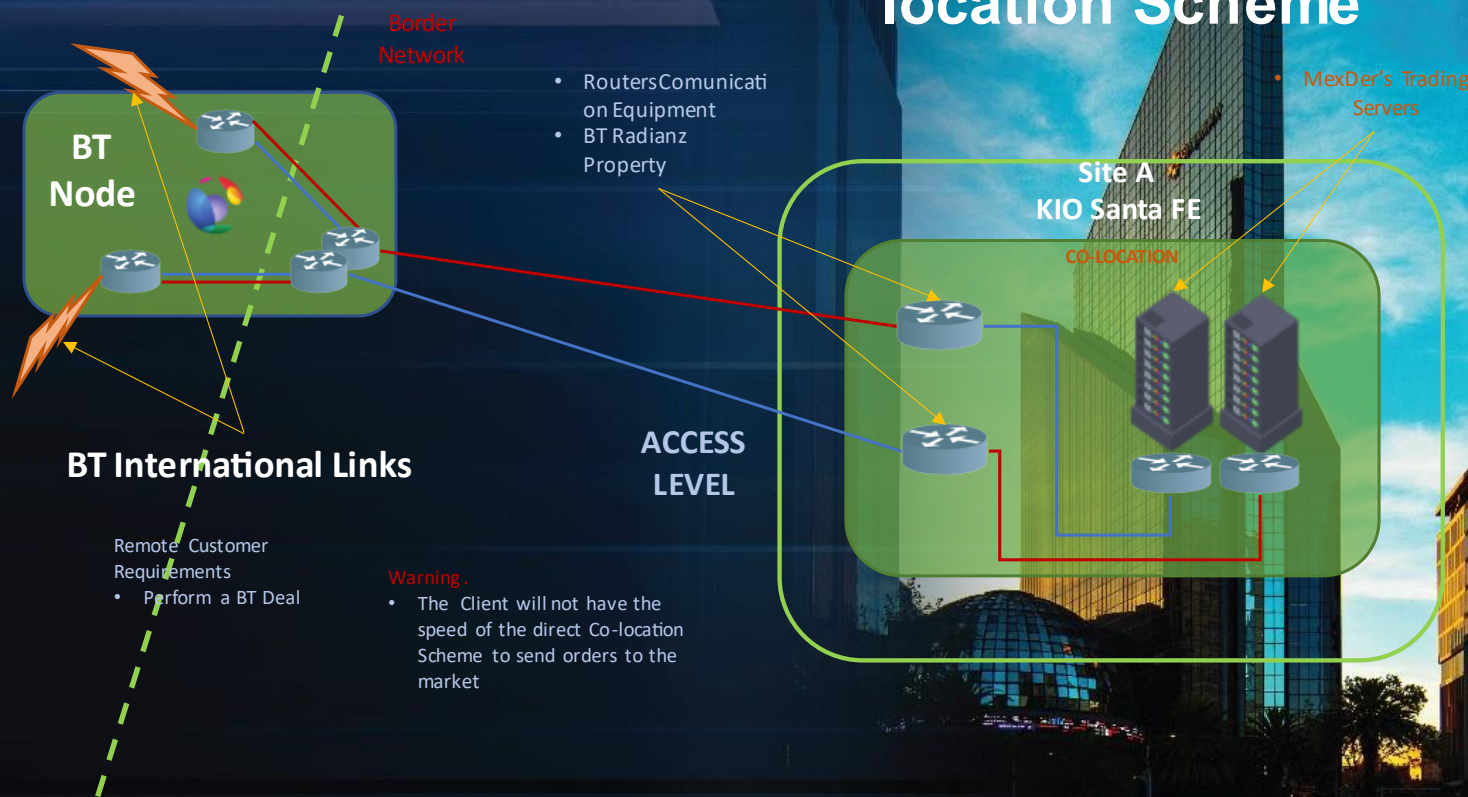 location Scheme
Border
Network
• RoutersComunicati
on Equipment
• BT Radianz
Property
• MexDer's Trading
Servers
BT
Node
Site A
KIO Santa FE
CO-LOCATION
ACCESS
LEVEL
BT International Links
Remote Customer
Requirements
• Perform a BT Deal
Warning.
• The Client will not have the
speed of the direct Co-location
Scheme to send orders to the
market